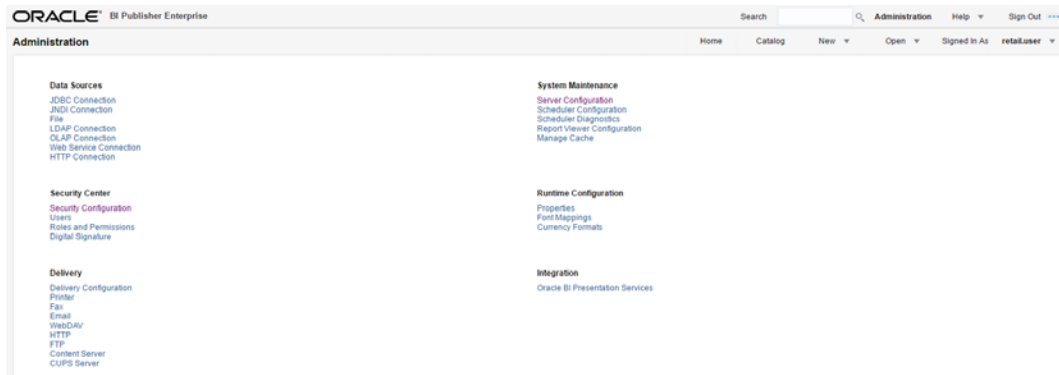 ORACLE BI Publisher Enterprise Search Administration Help Sign Out
Administration Home Catalog New Open Signed In As retail.user
Data Sources
JDBC Connection
JNDI Connection
File
LDAP Connection
OLAP Connection
Web Service Connection
HTTP Connection
System Maintenance
Server Configuration
Scheduler Configuration
Scheduler Diagnostics
Report Viewer Configuration
Manage Cache
Security Center
Security Configuration
Users
Roles and Permissions
Digital Signature
Runtime Configuration
Properties
Font Mappings
Currency Formats
Delivery
Delivery Configuration
Printer
Fax
Email
WebDAV
HTTP
FTP
Content Server
CUPS Server
Integration
Oracle BI Presentation Services